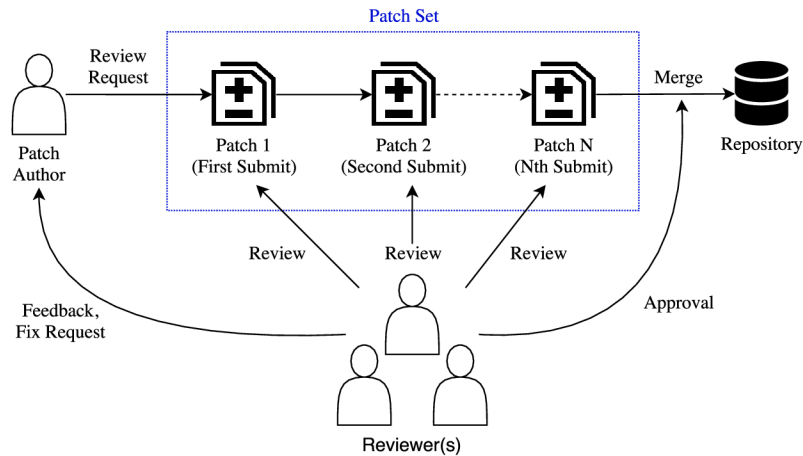 Patch Set
Review
Request
Merge
Patch 1
(First Submit)
Patch 2
(Second Submit)
Patch N
(Nth Submit)
Repository
Patch
Author
Review
Review
Review
Feedback,
Fix Request
Approval
Reviewer(s)